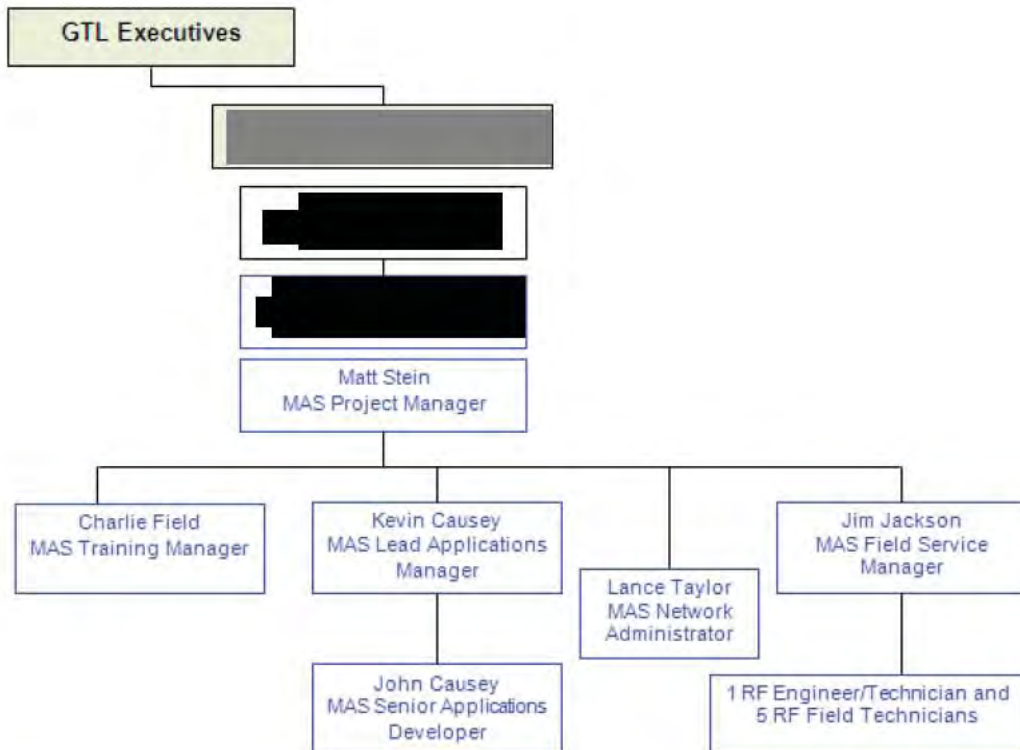 GTL Executives
Matt Stein
MAS Project Manager
Charlie Field
MAS Training Manager
Kevin Causey
MAS Lead Applications
Manager
Lance Taylor
MAS Network
Administrator
Jim Jackson
MAS Field Service
Manager
John Causey
MAS Senior Applications
Developer
1 RF Engineer/Technician and
5 RF Field Technicians